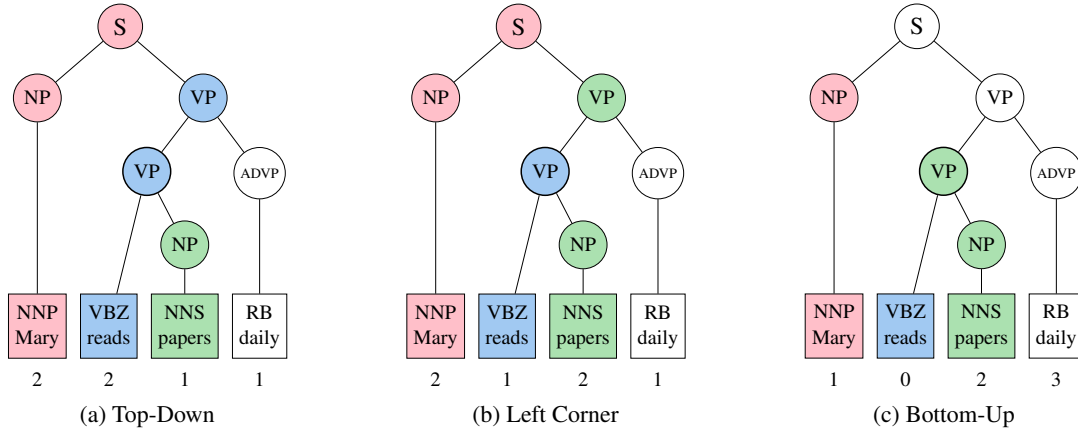 S
NP
VP
VP
ADVP
NP
NNP
Mary
VBZ
reads
NNS
papers
RB
daily
2 2 1 1
(a) Top-Down
S
NP
VP
VP
ADVP
NP
NNP
Mary
VBZ
reads
NNS
papers
RB
daily
2 1 2 1
(b) Left Corner
S
NP
VP
VP
ADVP
NP
NNP
Mary
VBZ
reads
NNS
papers
RB
daily
1 0 2 3
(c) Bottom-Up